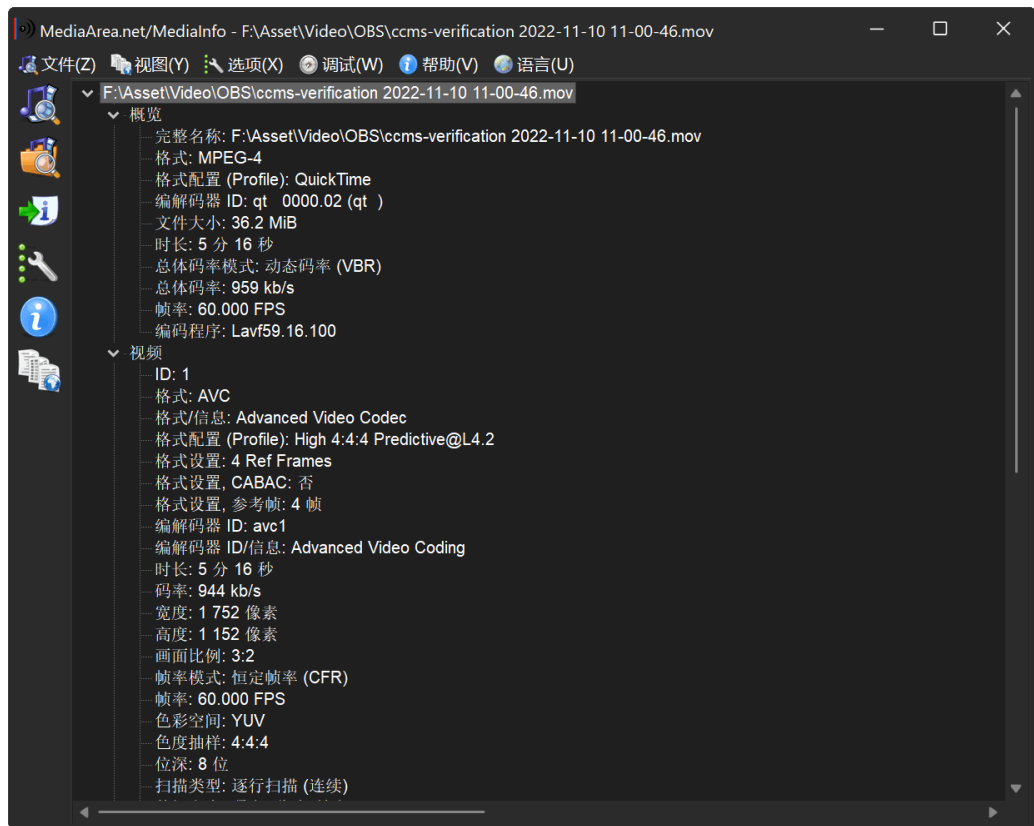 MediaArea.net/MediaInfo - F:\Asset\Video\OBS\ccms-verification 2022-11-10 11-00-46.mov
文件(Z) 视图(Y) 选项(X) 调试(W) 帮助(V) 语言(U)
F:\Asset\Video\OBS\ccms-verification 2022-11-10 11-00-46.mov
概览
完整名称: F:\Asset\Video\OBS\ccms-verification 2022-11-10 11-00-46.mov
格式: MPEG-4
格式配置 (Profile): QuickTime
编解码器 ID: qt   0000.02 (qt  )
文件大小: 36.2 MiB
时长: 5 分 16 秒
总体码率模式: 动态码率 (VBR)
总体码率: 959 kb/s
帧率: 60.000 FPS
编码程序: Lavf59.16.100
视频
ID: 1
格式: AVC
格式/信息: Advanced Video Codec
格式配置 (Profile): High 4:4:4 Predictive@L4.2
格式设置: 4 Ref Frames
格式设置, CABAC: 否
格式设置, 参考帧: 4 帧
编解码器 ID: avc1
编解码器 ID/信息: Advanced Video Coding
时长: 5 分 16 秒
码率: 944 kb/s
宽度: 1 752 像素
高度: 1 152 像素
画面比例: 3:2
帧率模式: 恒定帧率 (CFR)
帧率: 60.000 FPS
色彩空间: YUV
色度抽样: 4:4:4
位深: 8 位
扫描类型: 逐行扫描 (连续)